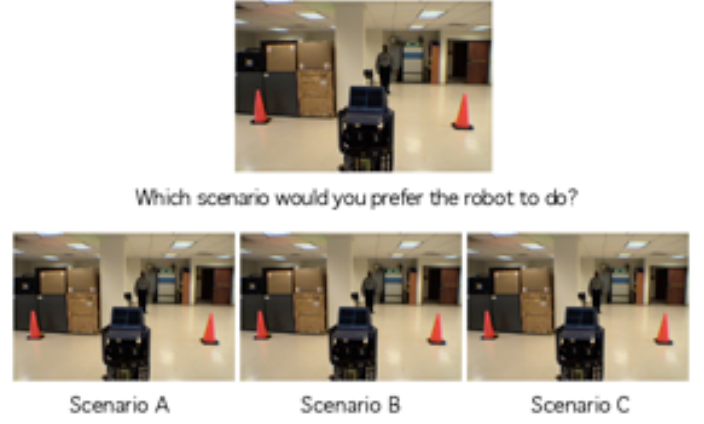 Which scenario would you prefer the robot to do?
Scenario A
Scenario B
Scenario C